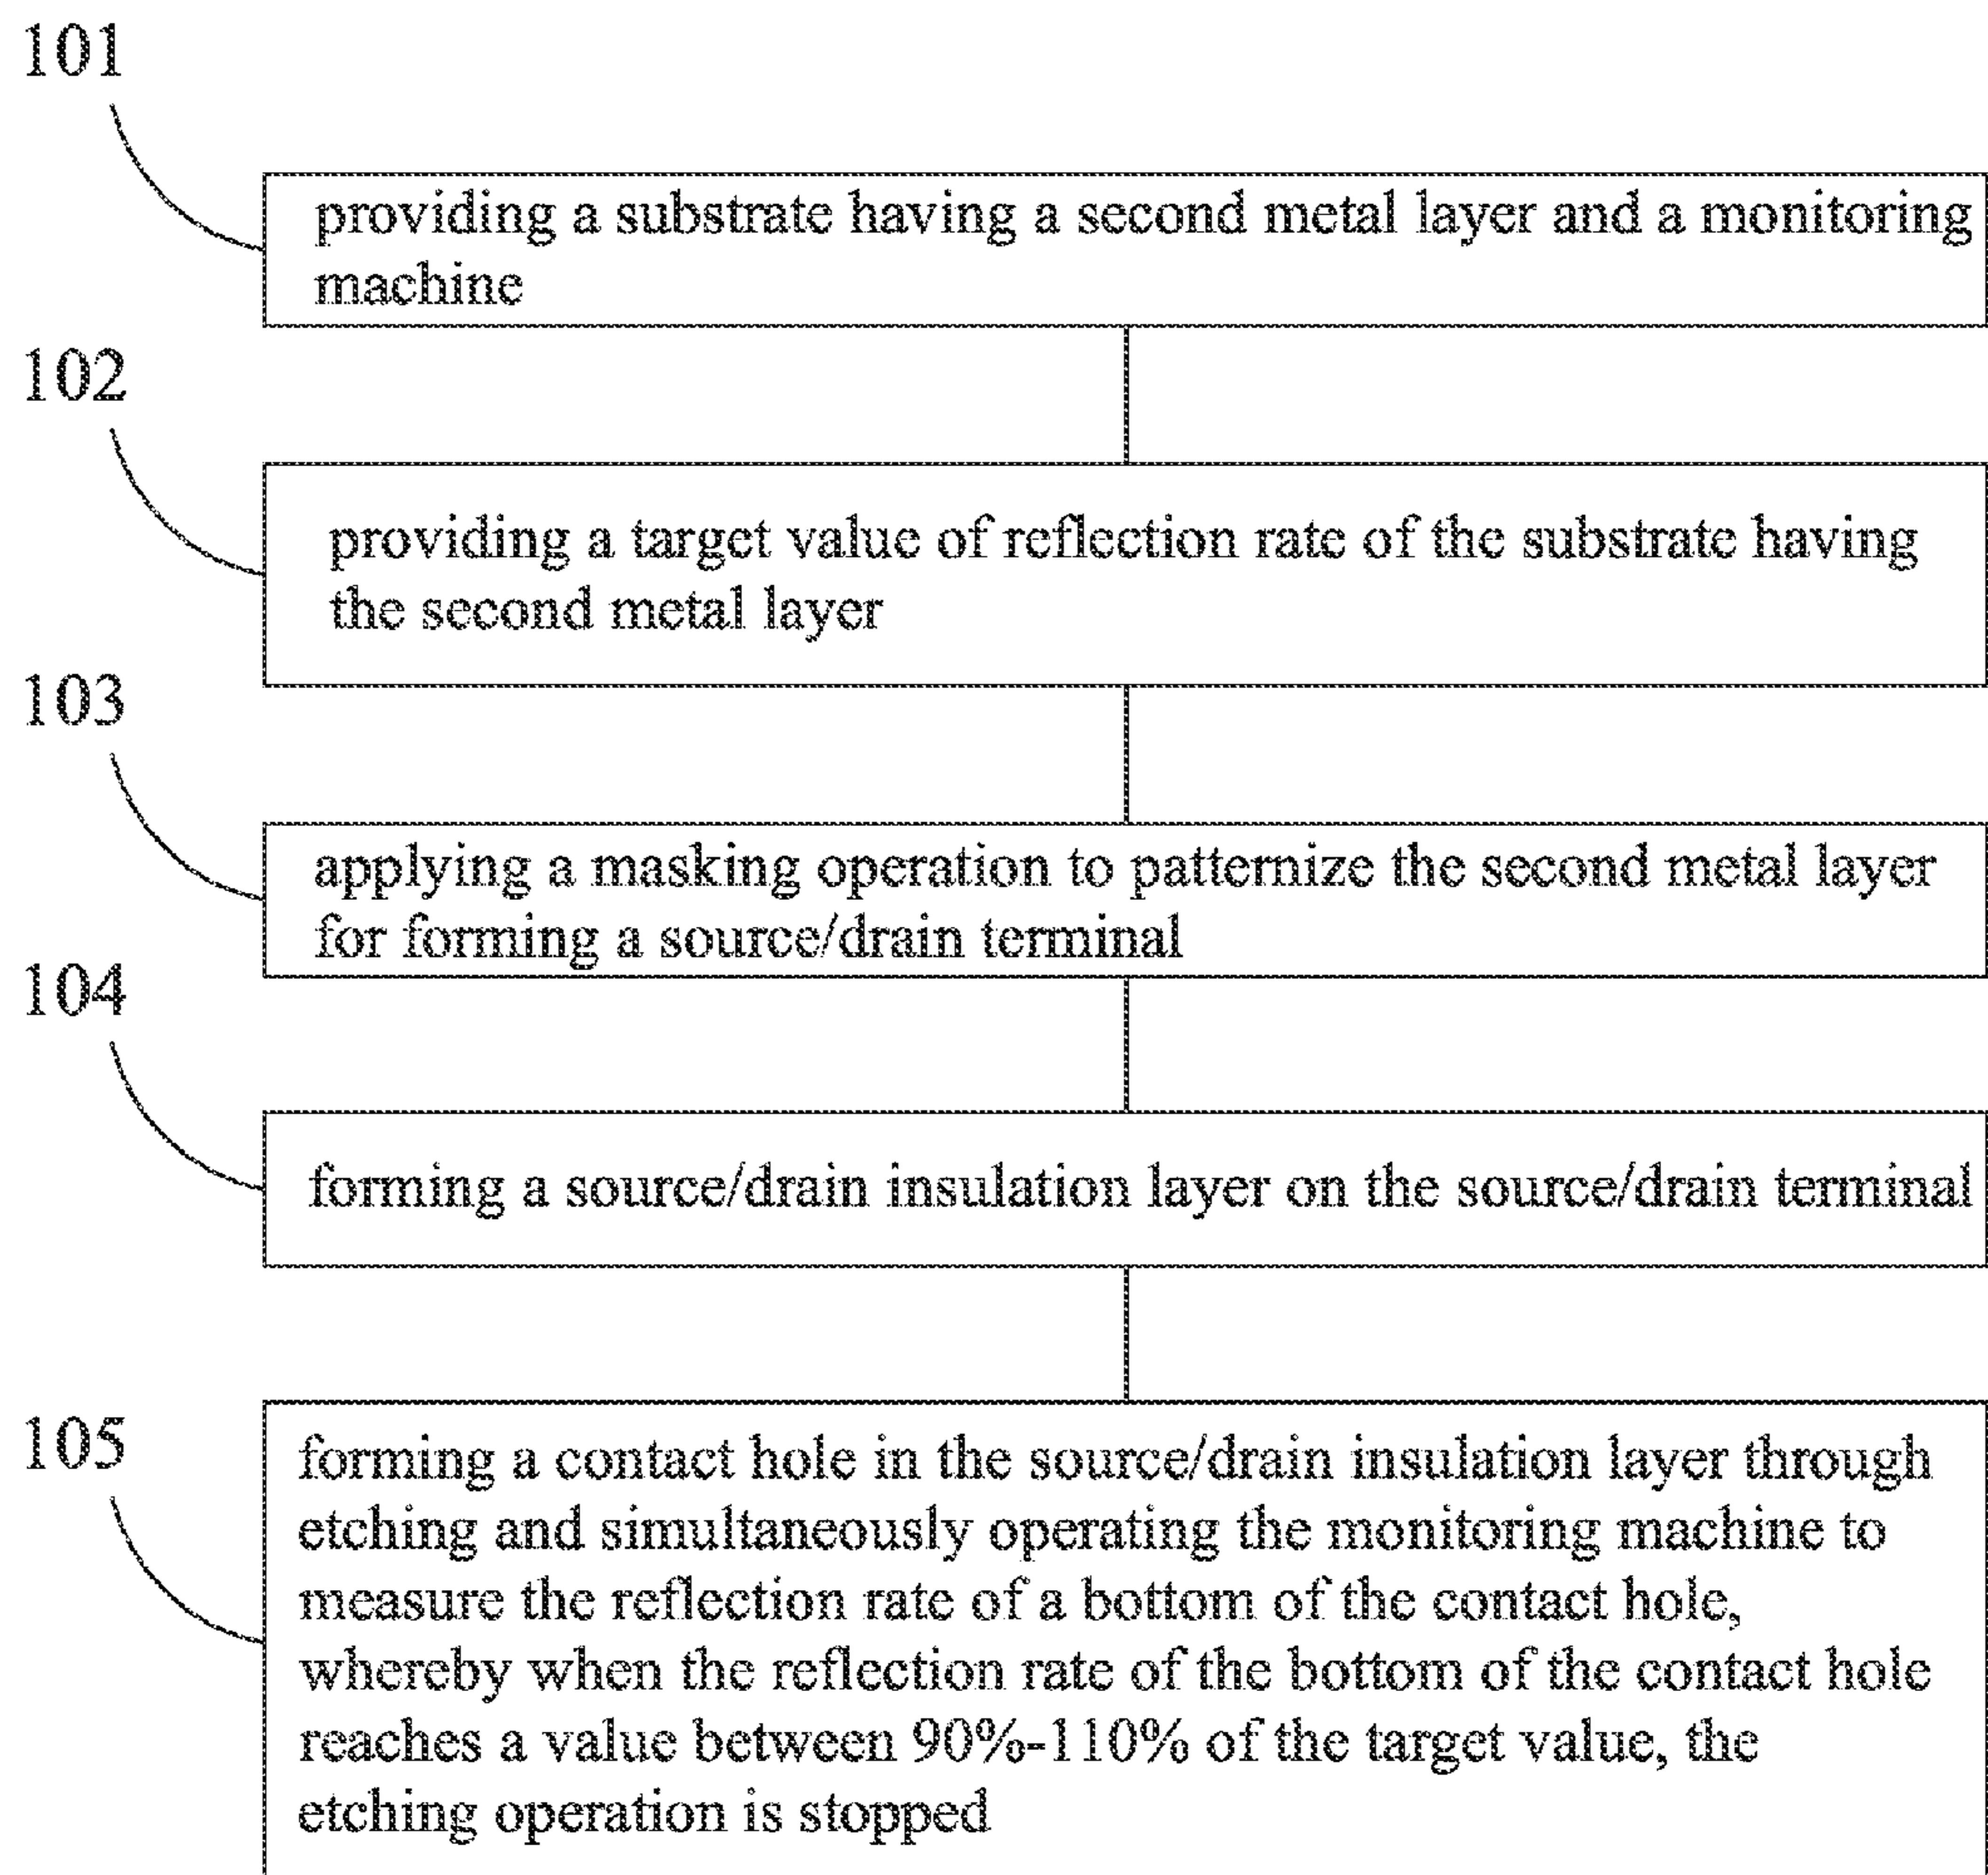 101
providing a substrate having a second metal layer and a monitoring
machine
102
providing a target value of reflection rate of the substrate having
the second metal layer
103
applying a masking operation to patternize the second metal layer
for forming a source/drain terminal
104
forming a source/drain insulation layer on the source/drain terminal
105
forming a contact hole in the source/drain insulation layer through
etching and simultaneously operating the monitoring machine to
measure the reflection rate of a bottom of the contact hole,
whereby when the reflection rate of the bottom of the contact hole
reaches a value between 90%-110% of the target value, the
etching operation is stopped